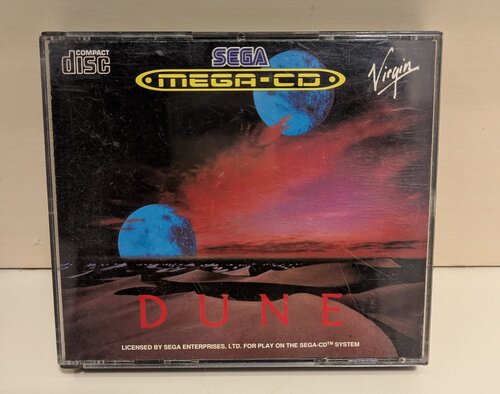 COMPACT
disc
SEGA
MEGA-CD
Virgin
DUNE
LICENSED BY SEGA ENTERPRISES, LTD. FOR PLAY ON THE SEGA-CD™ SYSTEM